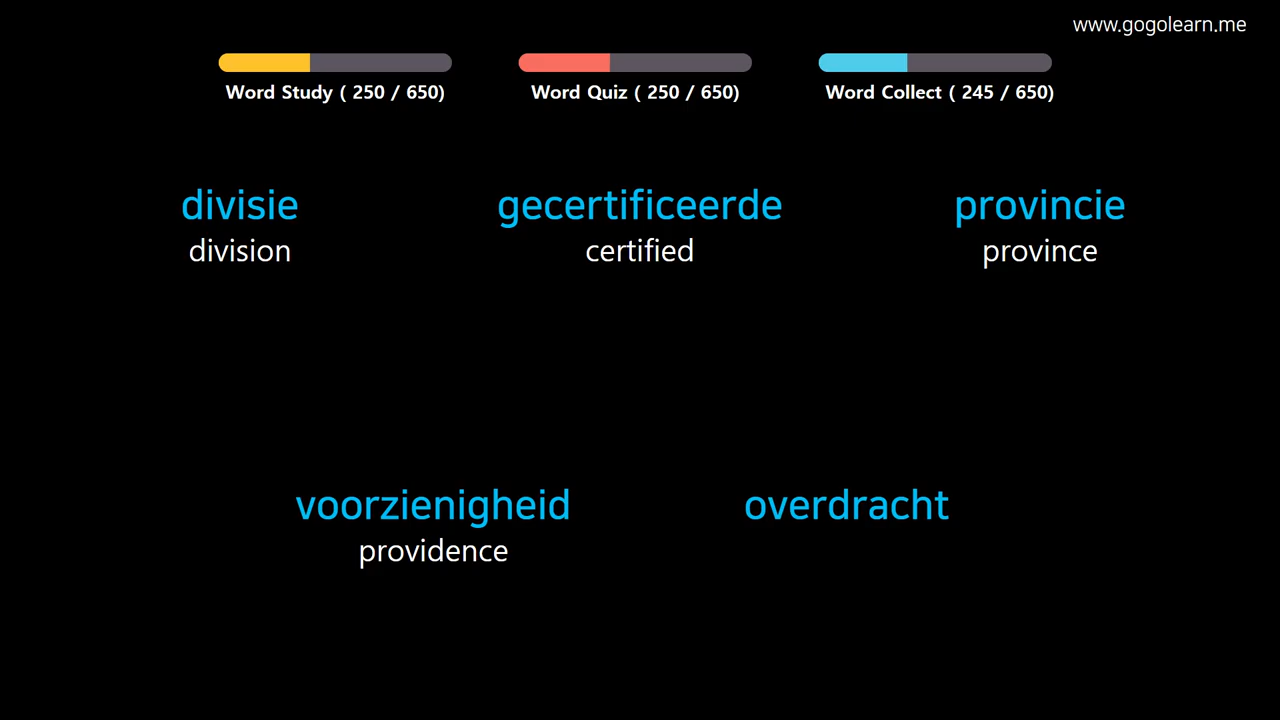 www.gogolearn.me
Word Study ( 250 / 650)
Word Quiz ( 250 / 650)
Word Collect ( 245 / 650)
divisie
division
gecertificeerde
certified
provincie
province
voorzienigheid
providence
overdracht